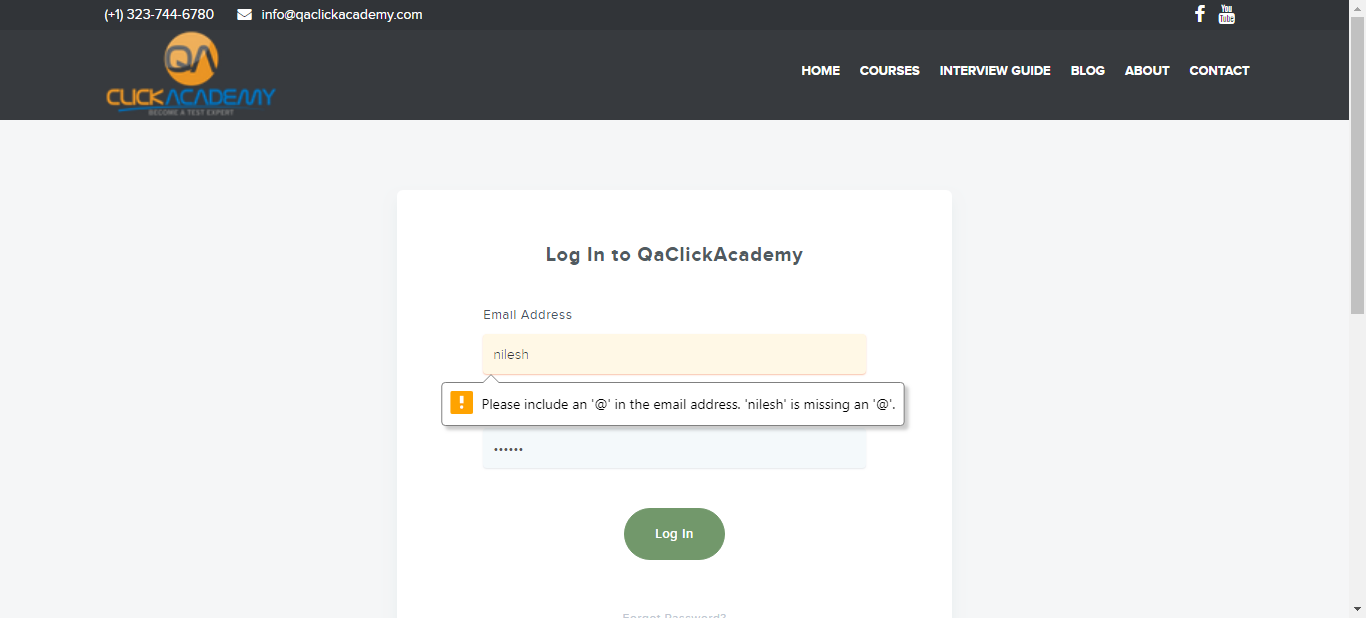 (+1) 323-744-6780 info@qaclickacademy.com You Tube
QA
CLICKACADEMY
BECOME A TEST EXPERT
HOME COURSES INTERVIEW GUIDE BLOG ABOUT CONTACT
Log In to QaClickAcademy
Email Address
nilesh
Please include an '@' in the email address. 'nilesh' is missing an '@'.
••••••
Log In
Forgot Password?